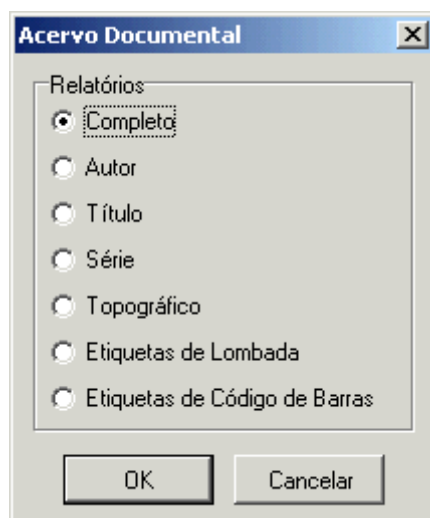 Acervo Documental
Relatórios
Completo
Autor
Título
Série
Topográfico
Etiquetas de Lombada
Etiquetas de Código de Barras
OK Cancelar